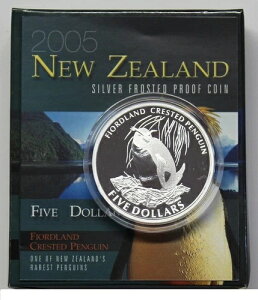 2005
NEW ZEALAND
SILVER FROSTED PROOF COIN
FIORDLAND CRESTED PENGUIN
FIVE DOLLARS
FIVE DOLLA
FIORDLAND
CRESTED PENGUIN
ONE OF NEW ZEALAND'S
RAREST PENGUINS